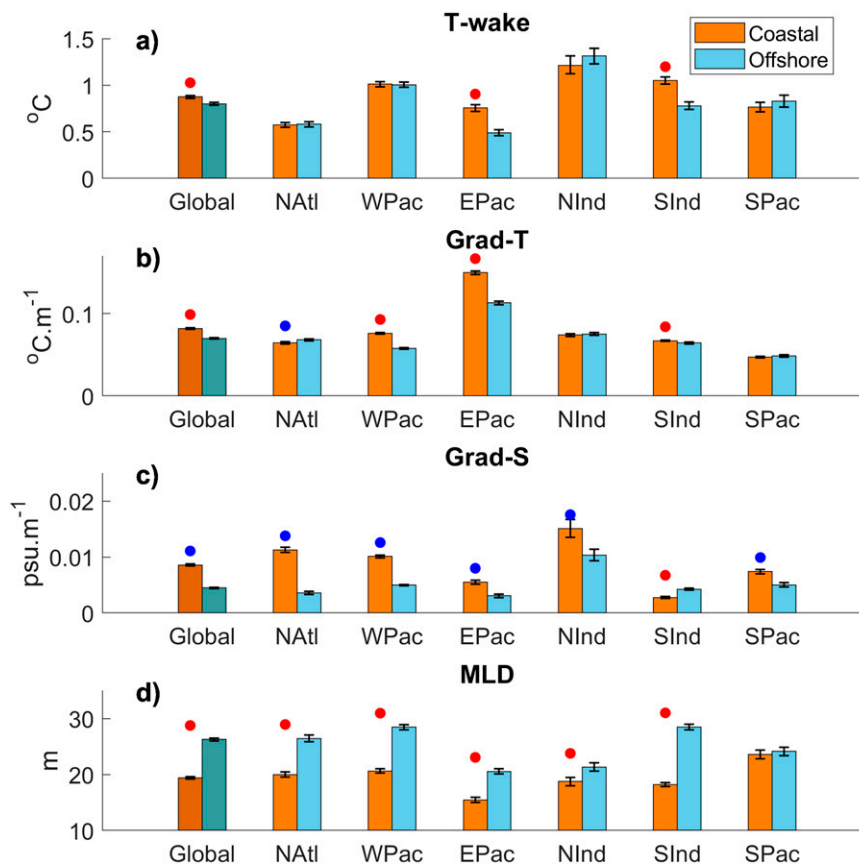 a)
T-wake
Coastal
Offshore
1.5
1
0.5
0
°C
Global NAtl WPac EPac NInd SInd SPac
b)
Grad-T
0.1
0
°C.m⁻¹
Global NAtl WPac EPac NInd SInd SPac
c)
Grad-S
0.02
0.01
0
psu.m⁻¹
Global NAtl WPac EPac NInd SInd SPac
d)
MLD
30
20
10
m
Global NAtl WPac EPac NInd SInd SPac